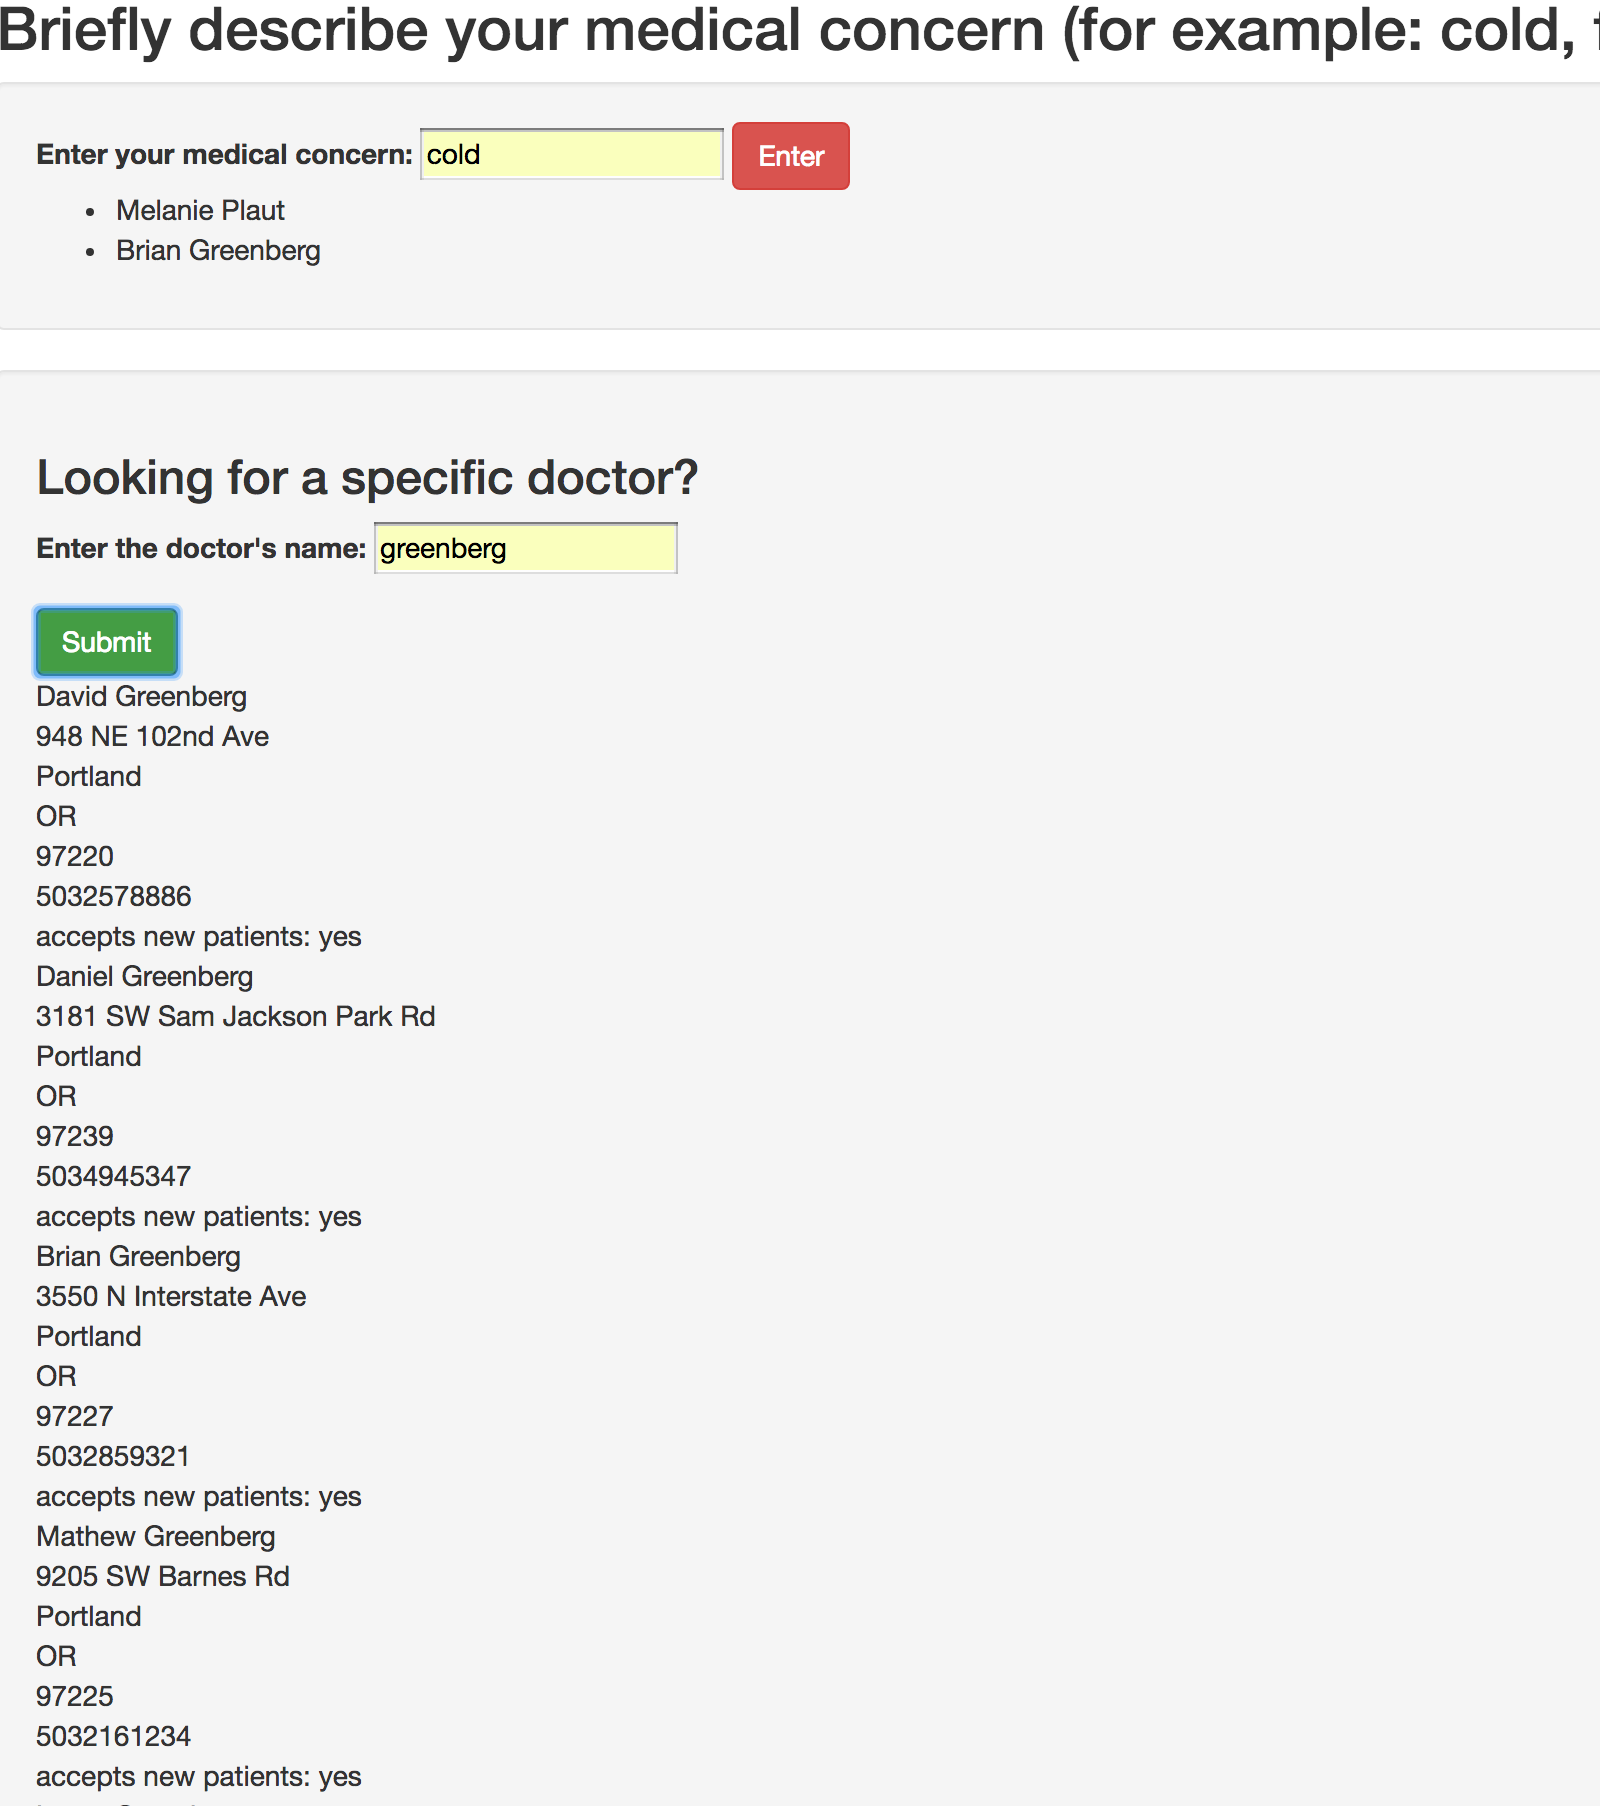 Briefly describe your medical concern (for example: cold,
Enter your medical concern: cold Enter
• Melanie Plaut
• Brian Greenberg
Looking for a specific doctor?
Enter the doctor's name: greenberg
Submit
David Greenberg
948 NE 102nd Ave
Portland
OR
97220
5032578886
accepts new patients: yes
Daniel Greenberg
3181 SW Sam Jackson Park Rd
Portland
OR
97239
5034945347
accepts new patients: yes
Brian Greenberg
3550 N Interstate Ave
Portland
OR
97227
5032859321
accepts new patients: yes
Mathew Greenberg
9205 SW Barnes Rd
Portland
OR
97225
5032161234
accepts new patients: yes